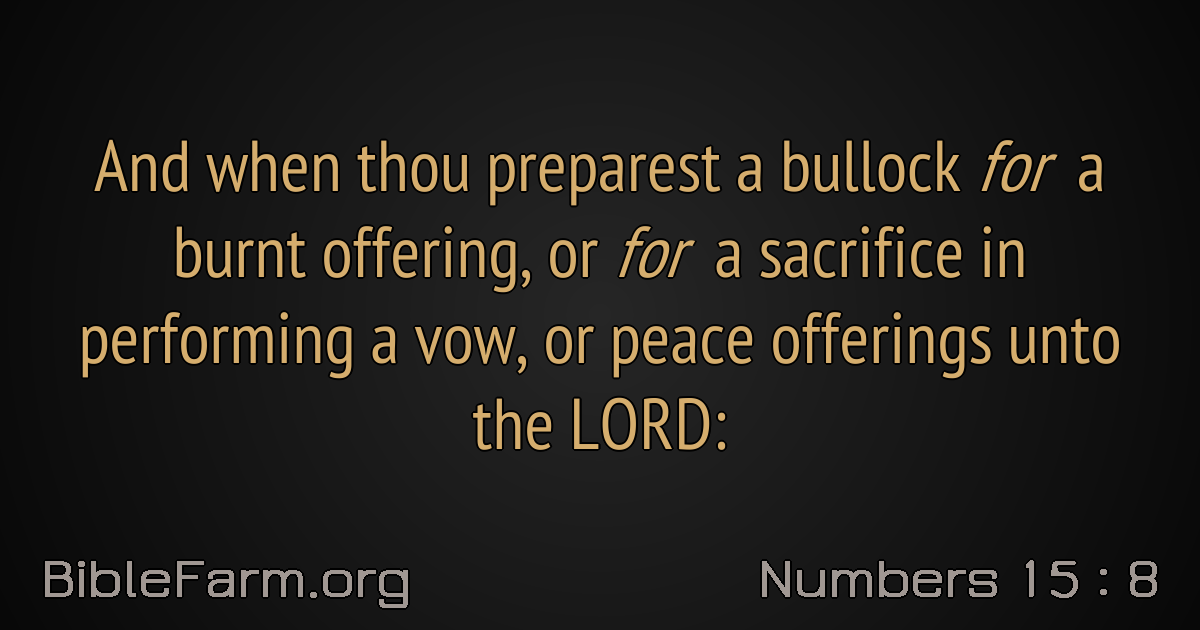 And when thou preparest a bullock for a
burnt offering, or for a sacrifice in
performing a vow, or peace offerings unto
the LORD:
BibleFarm.org
Numbers 15 : 8